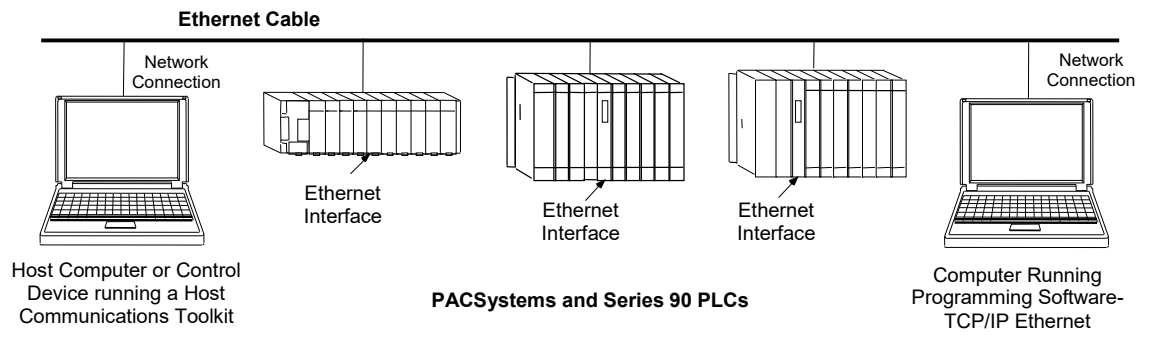 Ethernet Cable
Network
Connection
Network
Connection
Ethernet
Interface
Ethernet
Interface
Ethernet
Interface
Host Computer or Control
Device running a Host
Communications Toolkit
PACSystems and Series 90 PLCs
Computer Running
Programming Software-
TCP/IP Ethernet